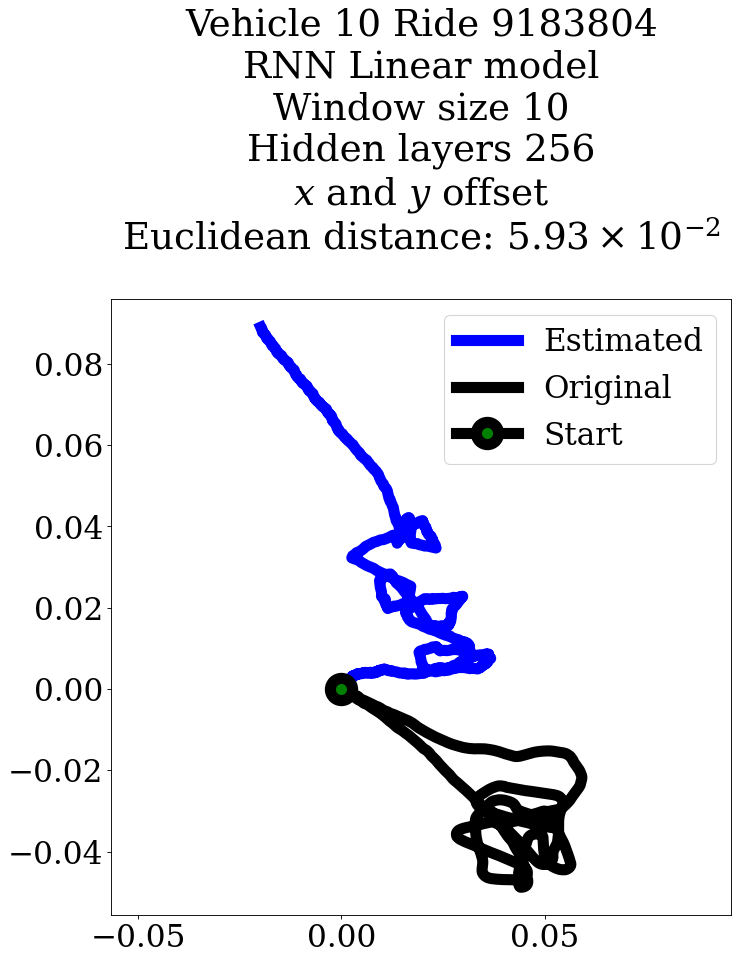 Vehicle 10 Ride 9183804
RNN Linear model
Window size 10
Hidden layers 256
x and y offset
Euclidean distance: 5.93 × 10⁻²
Estimated
Original
Start
0.08
0.06
0.04
0.02
0.00
−0.02
−0.04
−0.05 0.00 0.05